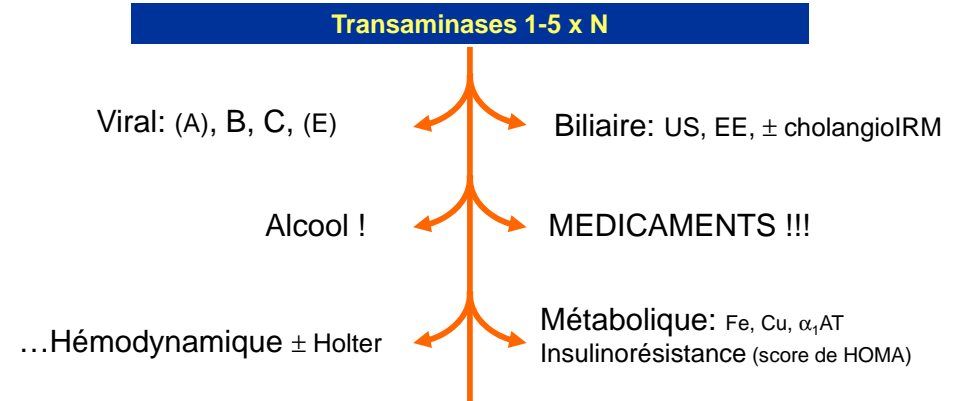 Transaminases 1-5 x N
Viral: (A), B, C, (E)
Biliaire: US, EE, ± cholangioIRM
Alcool !
MEDICAMENTS !!!
…Hémodynamique ± Holter
Métabolique: Fe, Cu, α₁AT
Insulinorésistance (score de HOMA)